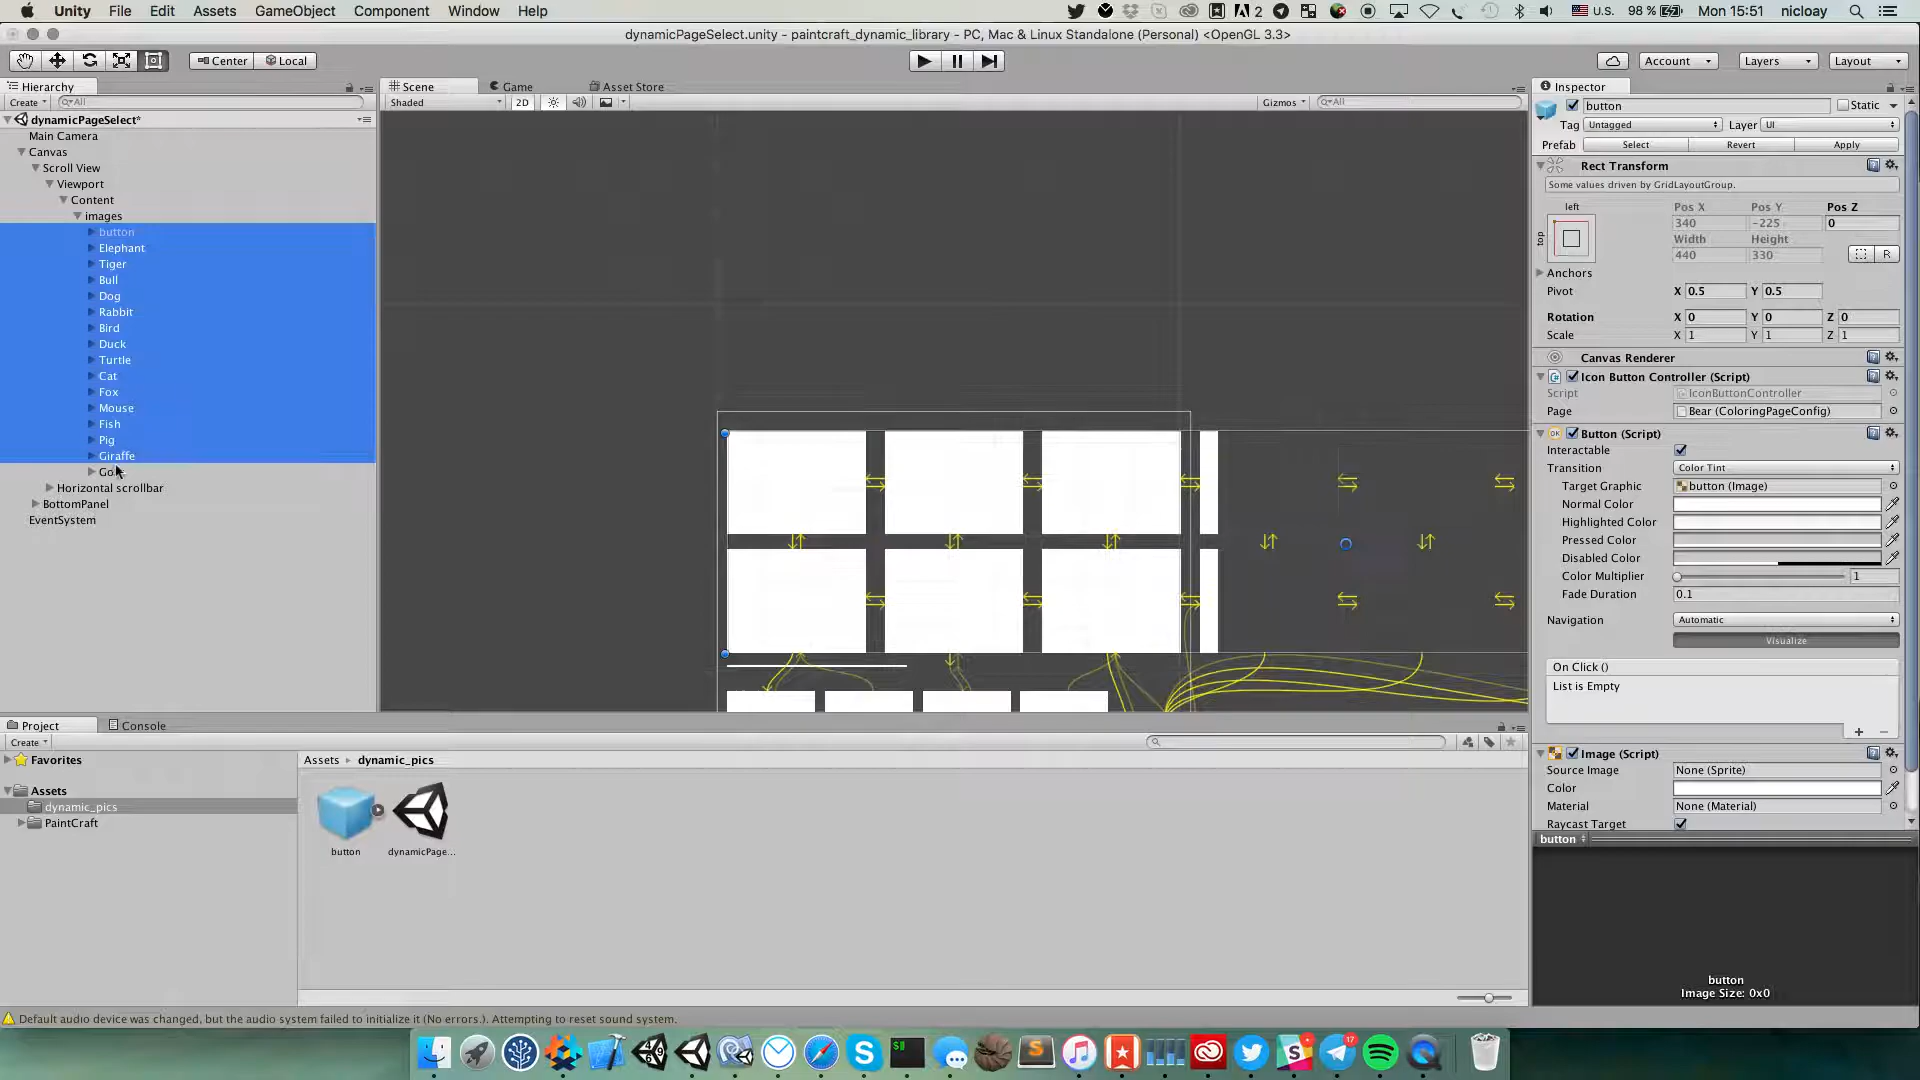 Unity File Edit Assets GameObject Component Window Help 2 U.S. 98 % Mon 15:51 nicloay
dynamicPageSelect.unity - paintcraft_dynamic_library - PC, Mac & Linux Standalone (Personal) <OpenGL 3.3>
Center Local Account Layers Layout
Hierarchy
Create All
dynamicPageSelect*
Main Camera
Canvas
Scroll View
Viewport
Content
images
button
Elephant
Tiger
Bull
Dog
Rabbit
Bird
Duck
Turtle
Cat
Fox
Mouse
Fish
Pig
Giraffe
Go
Horizontal scrollbar
BottomPanel
EventSystem
Scene Game Asset Store
Shaded 2D Gizmos All
Inspector
button Static
Tag Untagged Layer UI
Prefab Select Revert Apply
Rect Transform
Some values driven by GridLayoutGroup.
left Pos X Pos Y Pos Z
340 -225 0
top Width Height
440 330 R
Anchors
Pivot X 0.5 Y 0.5
Rotation X 0 Y 0 Z 0
Scale X 1 Y 1 Z 1
Canvas Renderer
Icon Button Controller (Script)
Script IconButtonController
Page Bear (ColoringPageConfig)
OK Button (Script)
Interactable
Transition Color Tint
Target Graphic button (Image)
Normal Color
Highlighted Color
Pressed Color
Disabled Color
Color Multiplier 1
Fade Duration 0.1
Navigation Automatic
Visualize
On Click ()
List is Empty
Image (Script)
Source Image None (Sprite)
Color
Material None (Material)
Raycast Target
button
button
Image Size: 0x0
Project Console
Create
Favorites
Assets
dynamic_pics
PaintCraft
Assets dynamic_pics
button dynamicPage...
Default audio device was changed, but the audio system failed to initialize it (No errors.). Attempting to reset sound system.
17